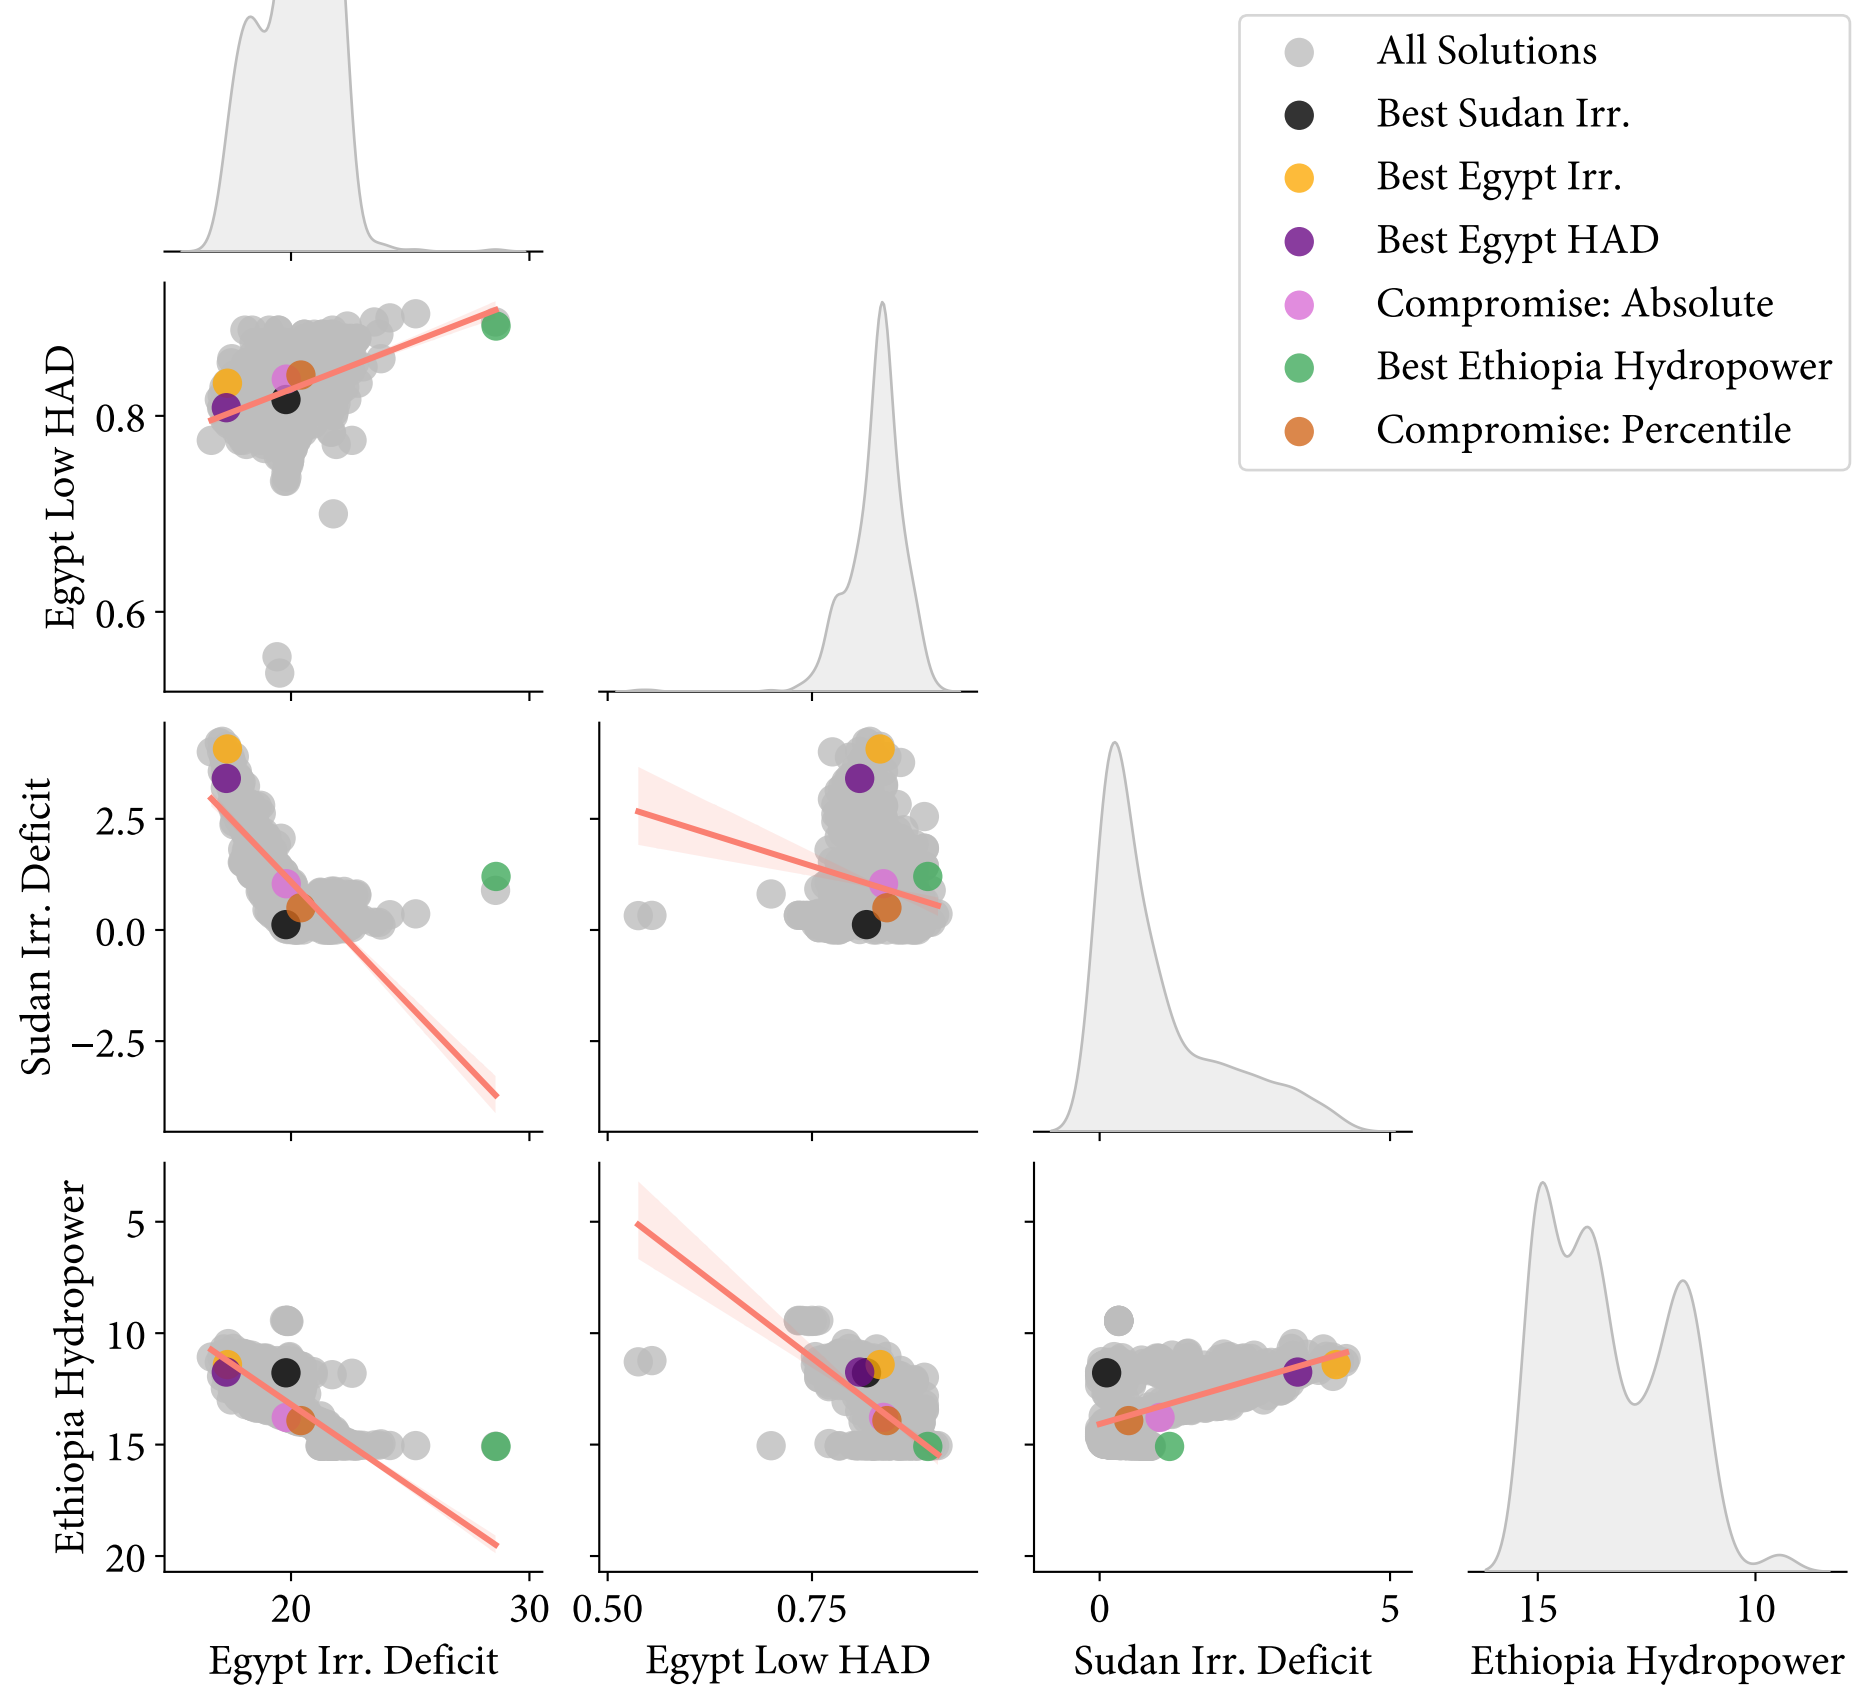 All Solutions
Best Sudan Irr.
Best Egypt Irr.
Best Egypt HAD
Compromise: Absolute
Best Ethiopia Hydropower
Compromise: Percentile
Egypt Low HAD
0.8
0.6
Sudan Irr. Deficit
2.5
0.0
−2.5
Ethiopia Hydropower
5
10
15
20
20 30 0.50 0.75 0 5 15 10
Egypt Irr. Deficit Egypt Low HAD Sudan Irr. Deficit Ethiopia Hydropower